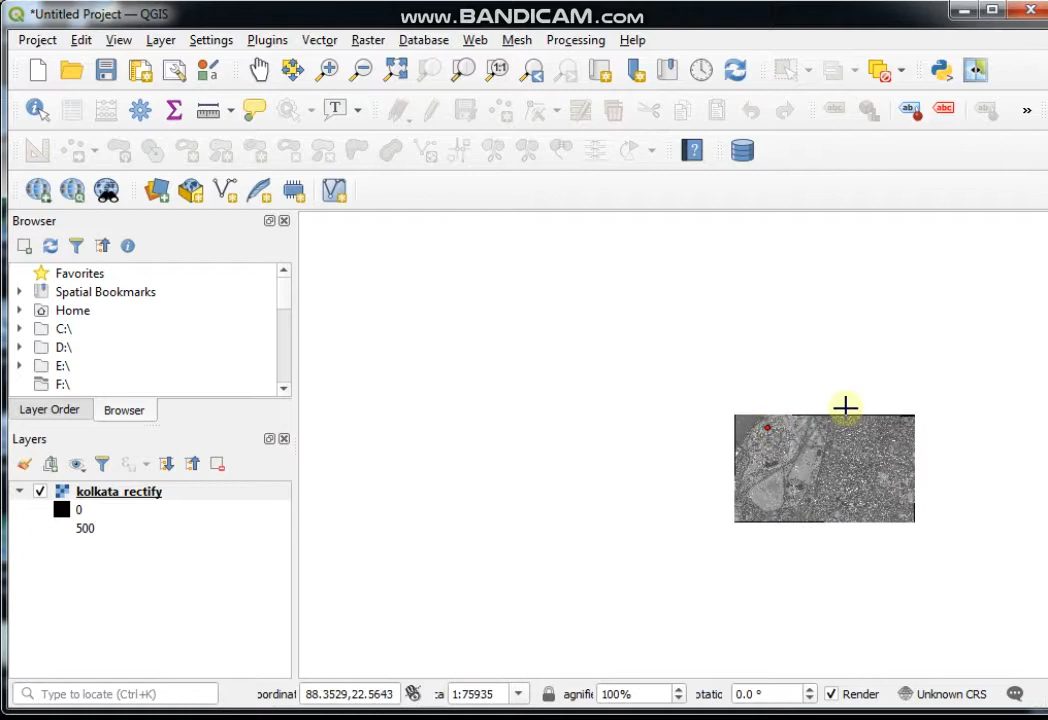 *Untitled Project — QGIS
www.BANDICAM.com
Project Edit View Layer Settings Plugins Vector Raster Database Web Mesh Processing Help
Browser
Favorites
Spatial Bookmarks
Home
C:\
D:\
E:\
F:\
Layer Order Browser
Layers
kolkata_rectify
0
500
Type to locate (Ctrl+K) oordinat 88.3529,22.5643 ca 1:75935 agnifie 100% otatic 0.0 ° Render Unknown CRS